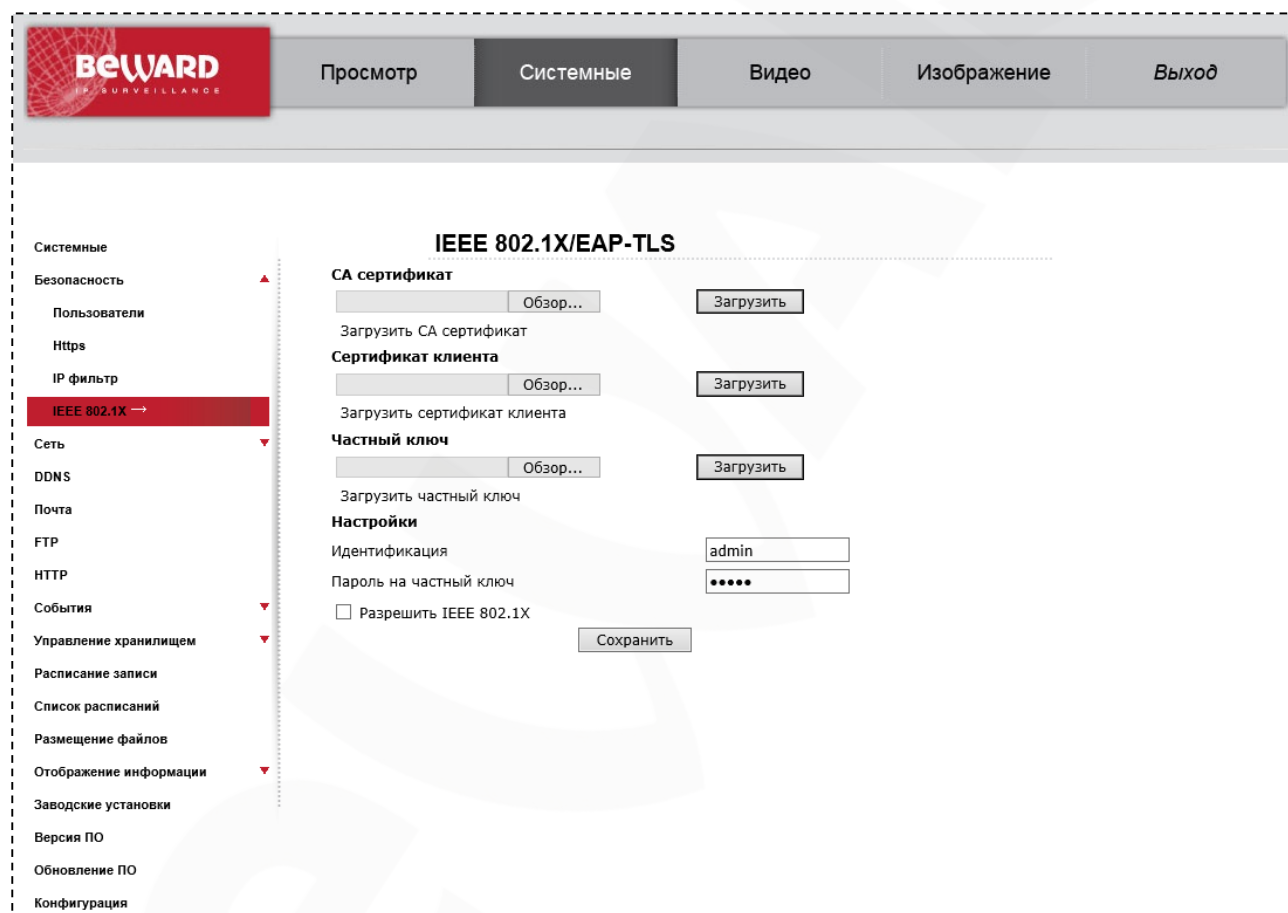 BEWARD
IP SURVEILLANCE
Просмотр
Системные
Видео
Изображение
Выход
Системные
Безопасность
Пользователи
Https
IP фильтр
IEEE 802.1X →
Сеть
DDNS
Почта
FTP
HTTP
События
Управление хранилищем
Расписание записи
Список расписаний
Размещение файлов
Отображение информации
Заводские установки
Версия ПО
Обновление ПО
Конфигурация
IEEE 802.1X/EAP-TLS
CA сертификат
Обзор... Загрузить
Загрузить CA сертификат
Сертификат клиента
Обзор... Загрузить
Загрузить сертификат клиента
Частный ключ
Обзор... Загрузить
Загрузить частный ключ
Настройки
Идентификация admin
Пароль на частный ключ •••••
Разрешить IEEE 802.1X
Сохранить